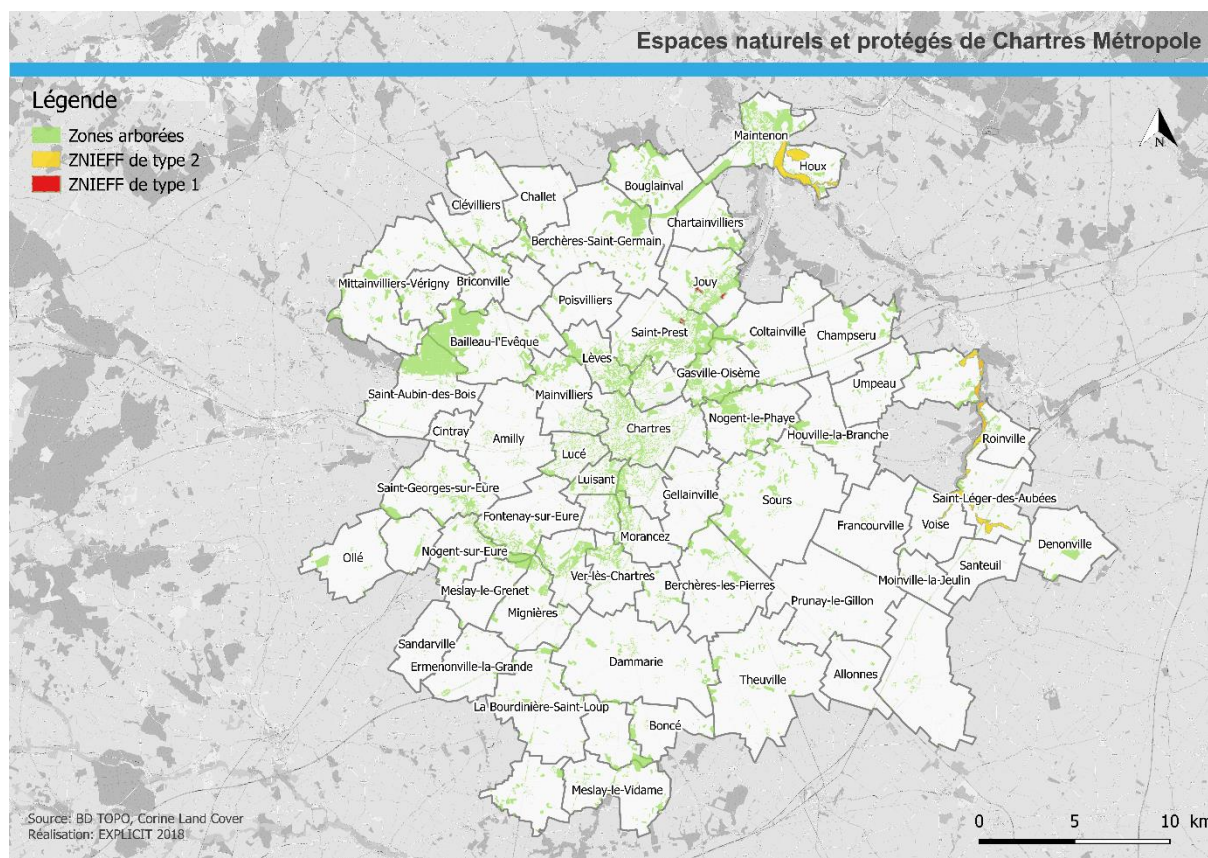 Espaces naturels et protégés de Chartres Métropole
Légende
Zones arborées
ZNIEFF de type 2
ZNIEFF de type 1
N
Maintenon
Houx
Bouglainval
Challet
Clévilliers
Chartainvilliers
Berchères-Saint-Germain
Jouy
Mittainvilliers-Vérigny
Briconville
Poisvilliers
Saint-Prest
Coltainville
Champseru
Bailleau-l'Evêque
Lèves
Gasville-Oisème
Umpeau
Saint-Aubin-des-Bois
Mainvilliers
Nogent-le-Phaye
Chartres
Cintray
Amilly
Houville-la-Branche
Roinville
Lucé
Luisant
Saint-Georges-sur-Eure
Gellainville
Sours
Saint-Léger-des-Aubées
Fontenay-sur-Eure
Francourville
Voise
Morancez
Denonville
Ollé
Nogent-sur-Eure
Santeuil
Ver-lès-Chartres
Moinville-la-Jeulin
Berchères-les-Pierres
Meslay-le-Grenet
Prunay-le-Gillon
Mignières
Sandarville
Ermenonville-la-Grande
Dammarie
Theuville
Allonnes
La Bourdinière-Saint-Loup
Boncé
Meslay-le-Vidame
Source: BD TOPO, Corine Land Cover
Réalisation: EXPLICIT 2018
0 5 10 km